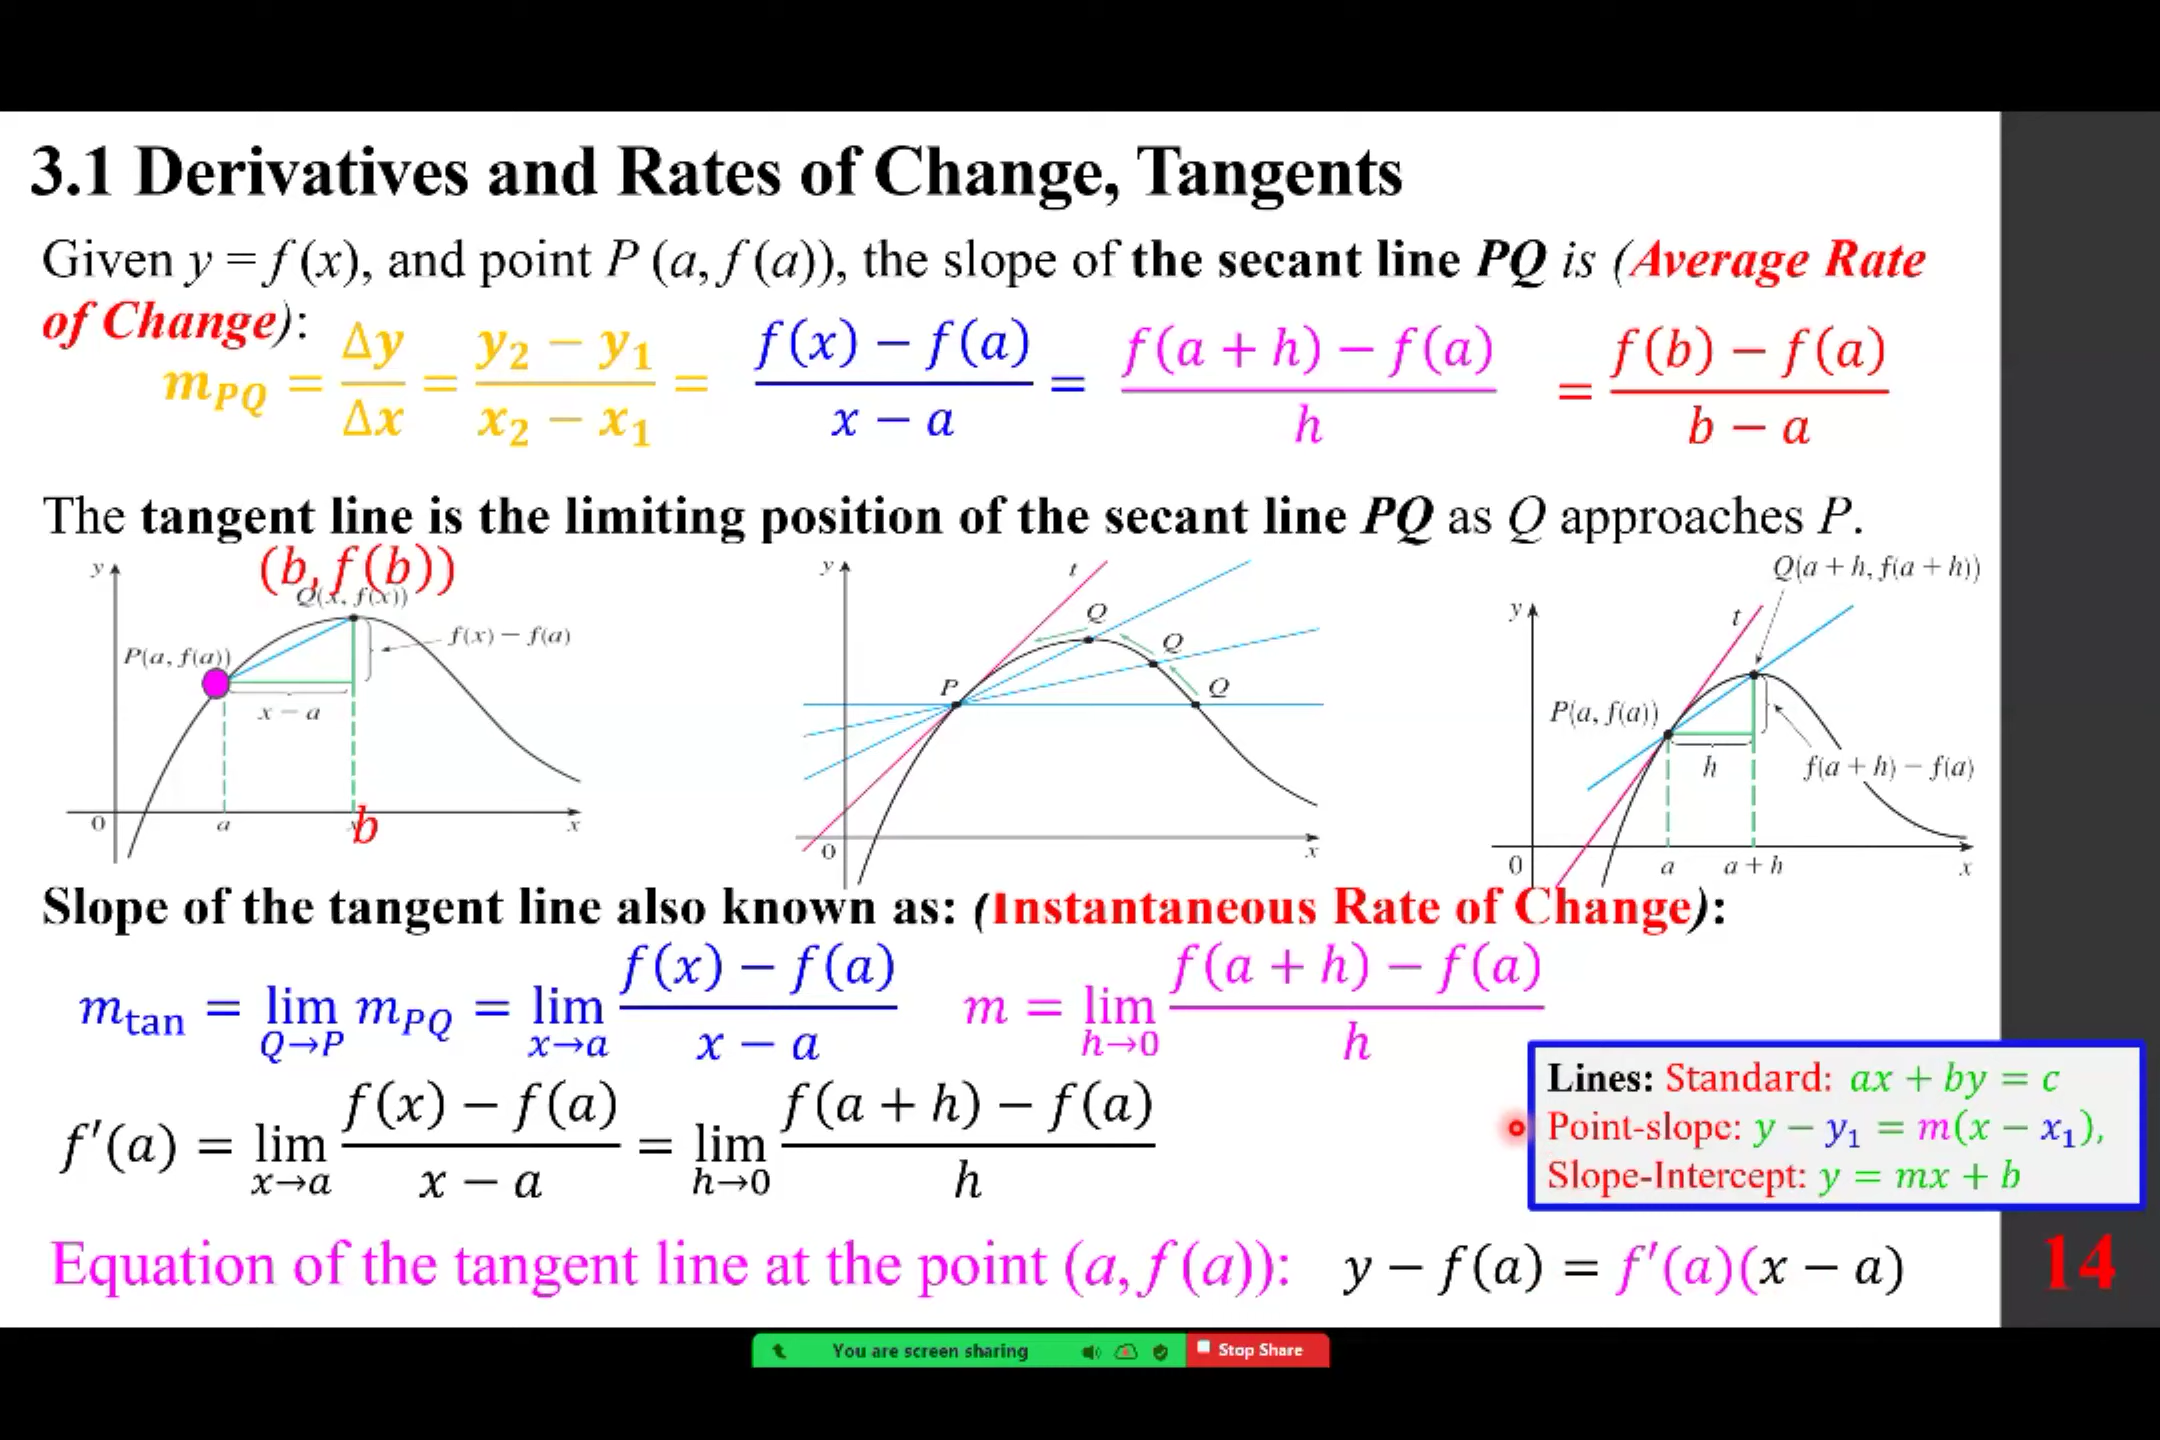 3.1 Derivatives and Rates of Change, Tangents
Given y = f (x), and point P (a, f (a)), the slope of the secant line PQ is (Average Rate
of Change):
m_PQ = Δy/Δx = (y₂ − y₁)/(x₂ − x₁) = (f(x) − f(a))/(x − a) = (f(a + h) − f(a))/h = (f(b) − f(a))/(b − a)
The tangent line is the limiting position of the secant line PQ as Q approaches P.
y
(b, f(b))
Q(x, f(x))
P(a, f(a))
f(x) − f(a)
x − a
0
a
b
x
y
t
Q
Q
Q
P
0
x
Q(a + h, f(a + h))
y
t
P(a, f(a))
h
f(a + h) − f(a)
0
a
a + h
x
Slope of the tangent line also known as: (Instantaneous Rate of Change):
m_tan = lim_{Q→P} m_PQ = lim_{x→a} (f(x) − f(a))/(x − a) m = lim_{h→0} (f(a + h) − f(a))/h
f′(a) = lim_{x→a} (f(x) − f(a))/(x − a) = lim_{h→0} (f(a + h) − f(a))/h
Lines: Standard: ax + by = c
Point-slope: y − y₁ = m(x − x₁),
Slope-Intercept: y = mx + b
Equation of the tangent line at the point (a, f (a)): y − f(a) = f′(a)(x − a)
14
You are screen sharing
Stop Share